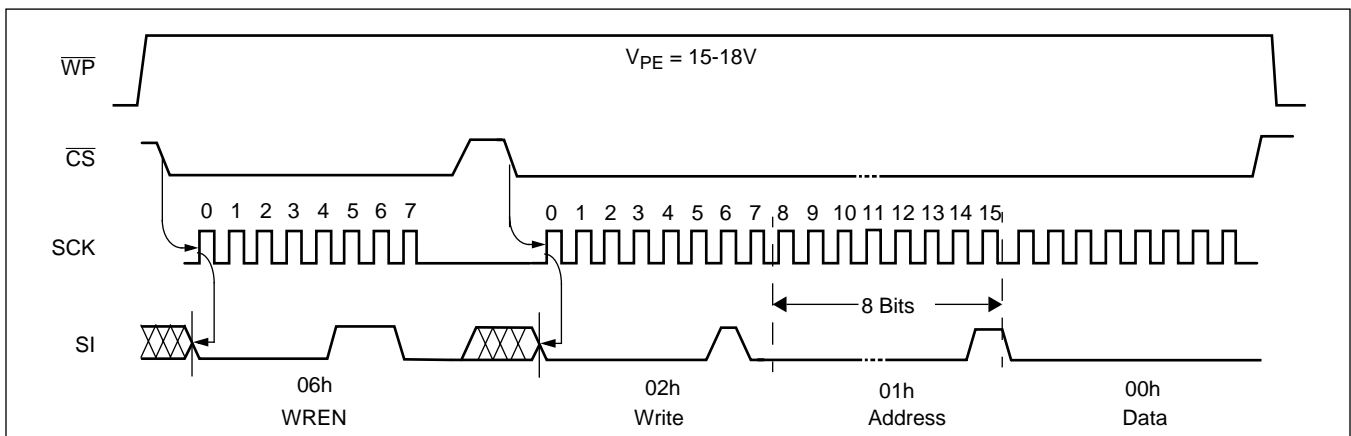 WP
V_PE = 15-18V
CS
0 1 2 3 4 5 6 7
0 1 2 3 4 5 6 7 8 9 10 11 12 13 14 15
SCK
8 Bits
SI
06h
02h
01h
00h
WREN
Write
Address
Data